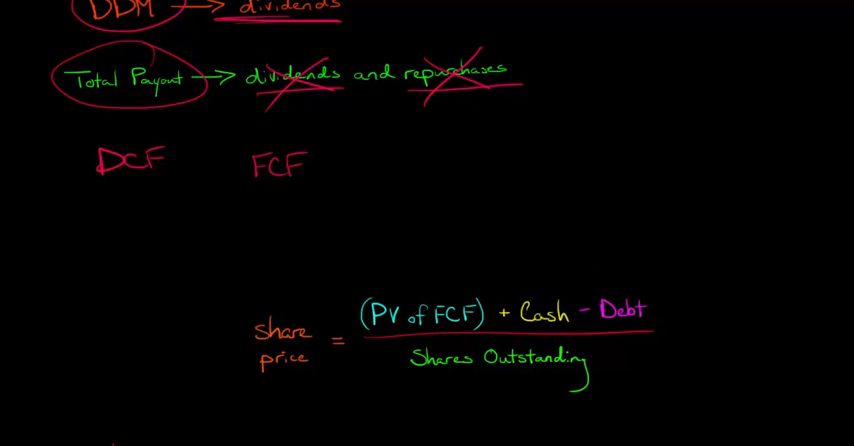 DDM → dividends
Total Payout → dividends and repurchases
DCF FCF
share price = (PV of FCF) + Cash - Debt
Shares Outstanding